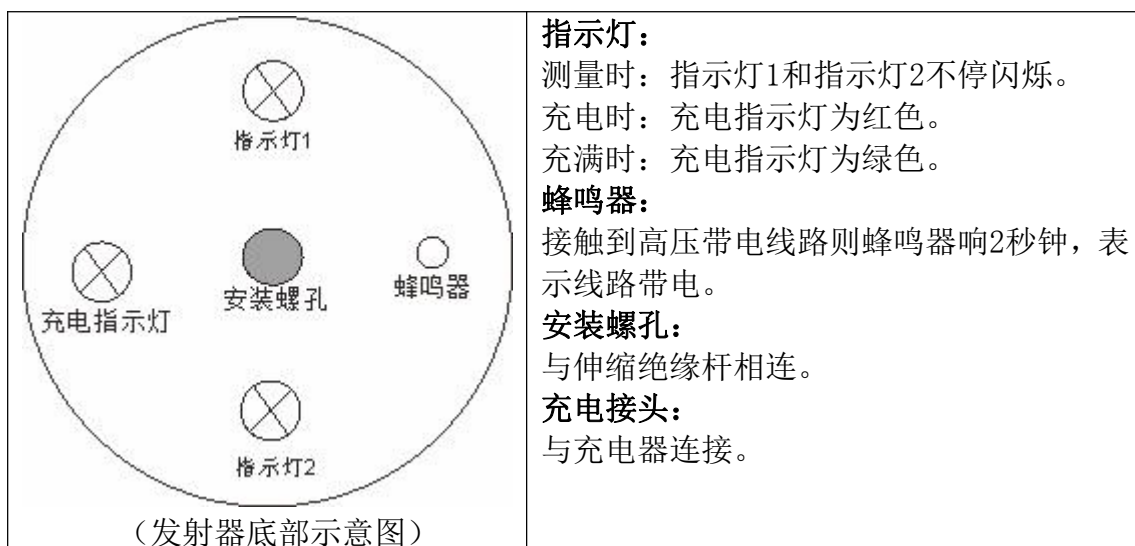 指示灯1
安装螺孔
蜂鸣器
充电指示灯
指示灯2
（发射器底部示意图）
指示灯：
测量时：指示灯1和指示灯2不停闪烁。
充电时：充电指示灯为红色。
充满时：充电指示灯为绿色。
蜂鸣器：
接触到高压带电线路则蜂鸣器响2秒钟，表
示线路带电。
安装螺孔：
与伸缩绝缘杆相连。
充电接头：
与充电器连接。